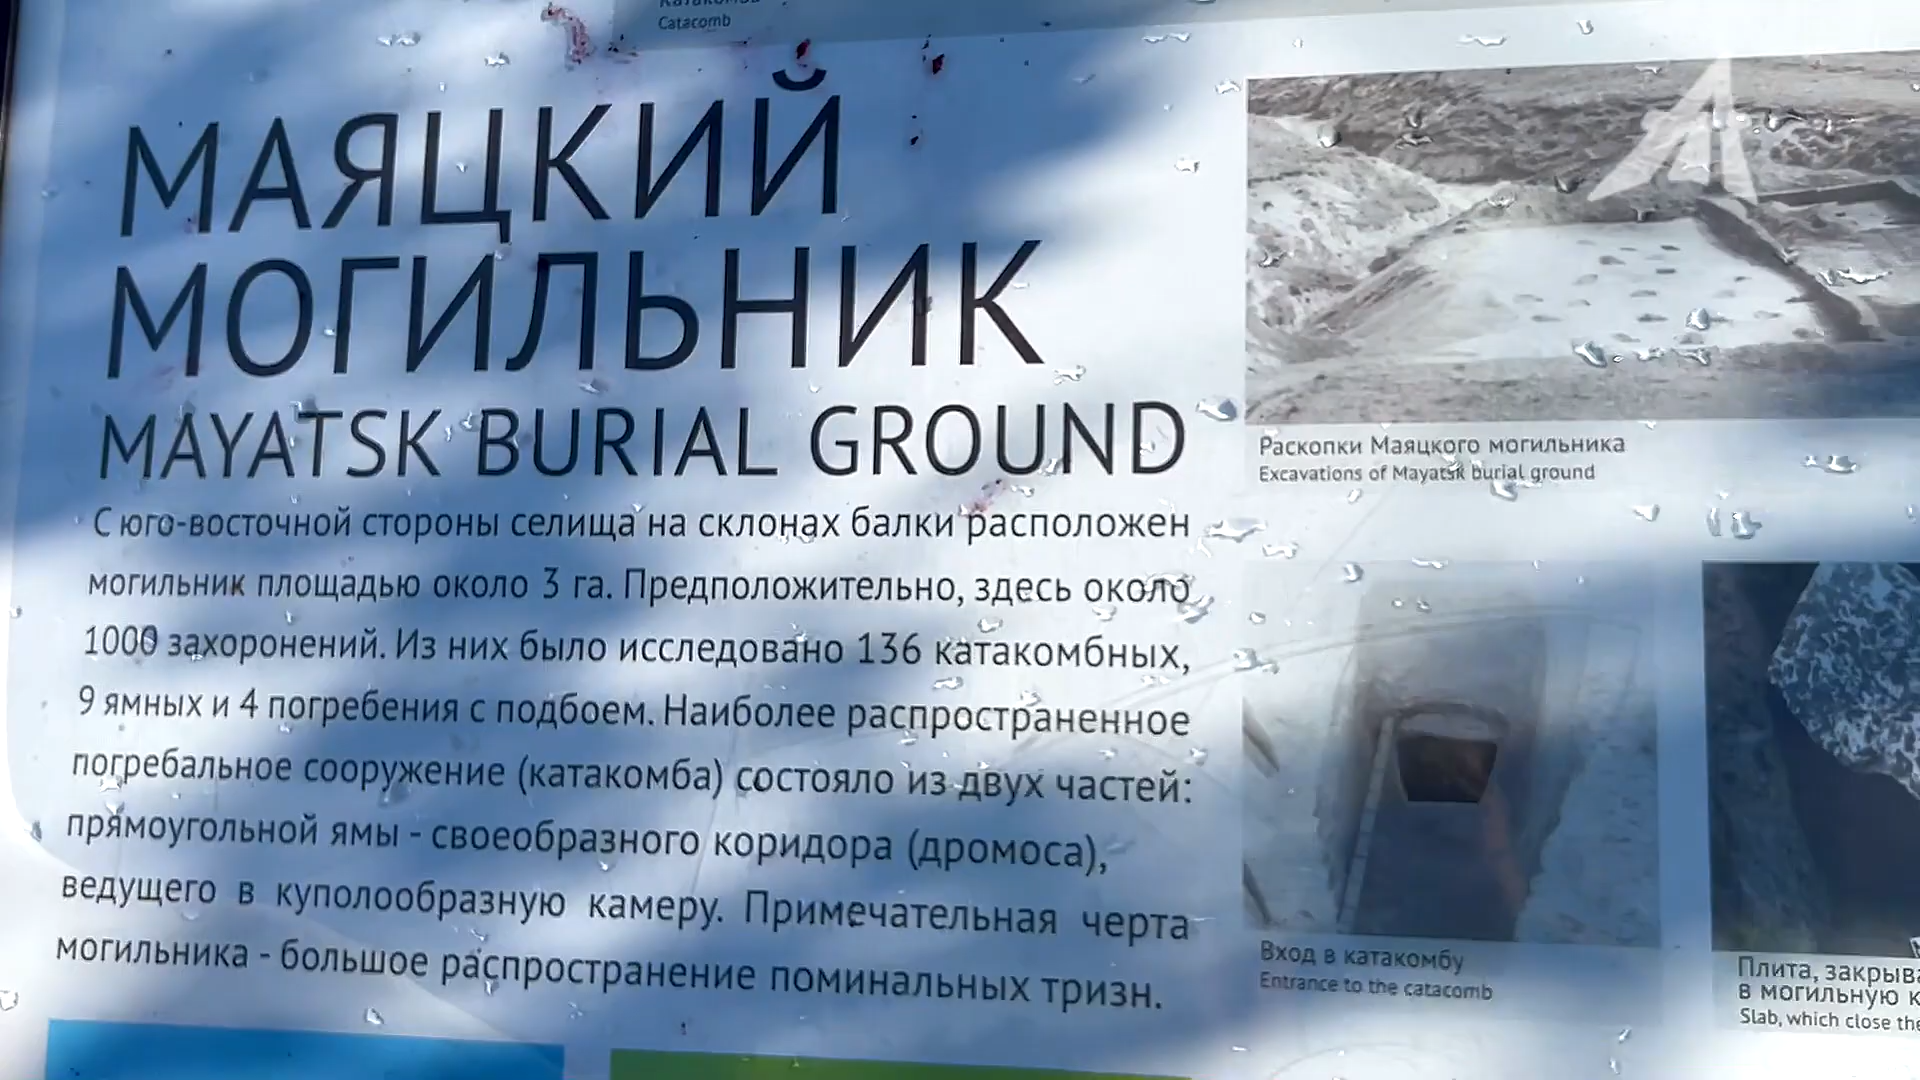 Catacomb
МАЯЦКИЙ
МОГИЛЬНИК
MAYATSK BURIAL GROUND
С юго-восточной стороны селища на склонах балки расположен
могильник площадью около 3 га. Предположительно, здесь около
1000 захоронений. Из них было исследовано 136 катакомбных,
9 ямных и 4 погребения с подбоем. Наиболее распространенное
погребальное сооружение (катакомба) состояло из двух частей:
прямоугольной ямы - своеобразного коридора (дромоса),
ведущего в куполообразную камеру. Примечательная черта
могильника - большое распространение поминальных тризн.
Раскопки Маяцкого могильника
Excavations of Mayatsk burial ground
Вход в катакомбу
Entrance to the catacomb
Плита,
в могильную
Slab, which close